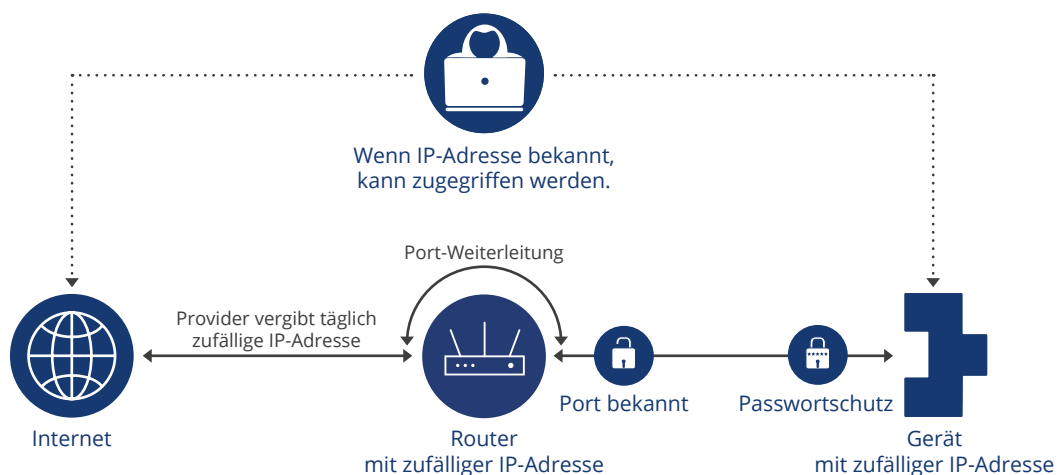 Wenn IP-Adresse bekannt,
kann zugegriffen werden.
Port-Weiterleitung
Provider vergibt täglich
zufällige IP-Adresse
*****
Port bekannt
Passwortschutz
Internet
Router
mit zufälliger IP-Adresse
Gerät
mit zufälliger IP-Adresse